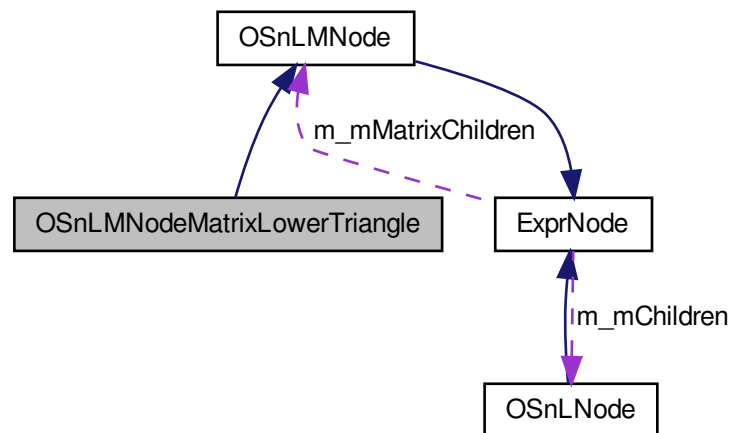 OSnLMNode
m_mMatrixChildren
OSnLMNodeMatrixLowerTriangle
ExprNode
m_mChildren
OSnLNode